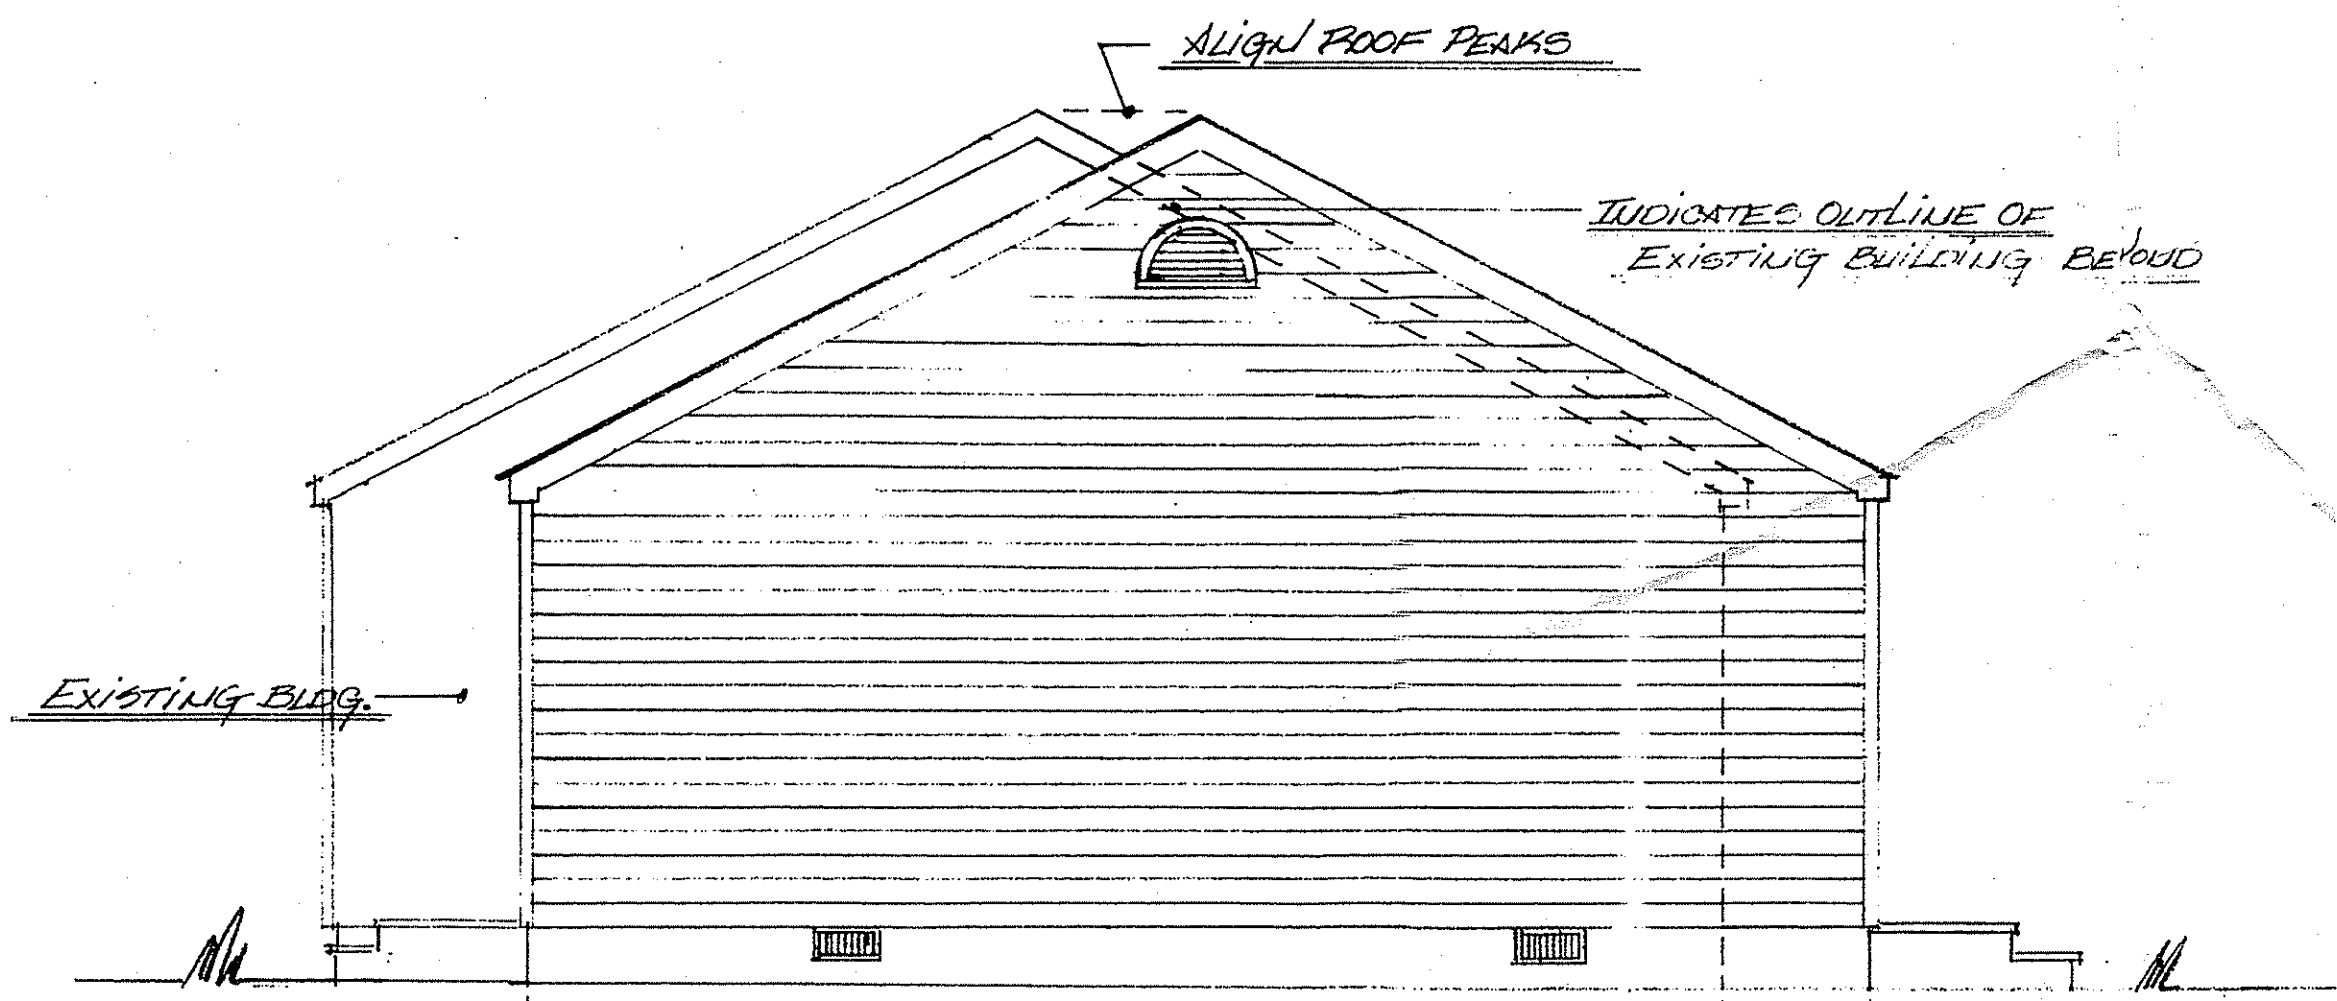 ALIGN ROOF PEAKS
INDICATES OUTLINE OF
EXISTING BUILDING BEYOND
EXISTING BLDG.